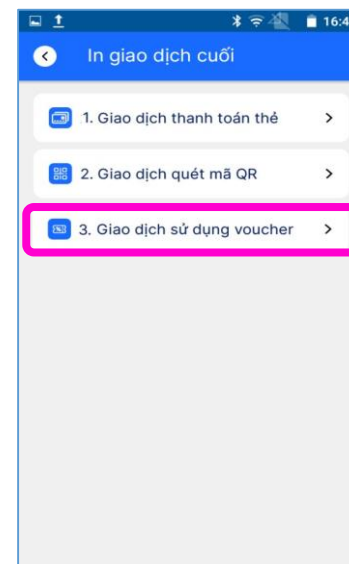 16:4
In giao dịch cuối
1. Giao dịch thanh toán thẻ
2. Giao dịch quét mã QR
3. Giao dịch sử dụng voucher